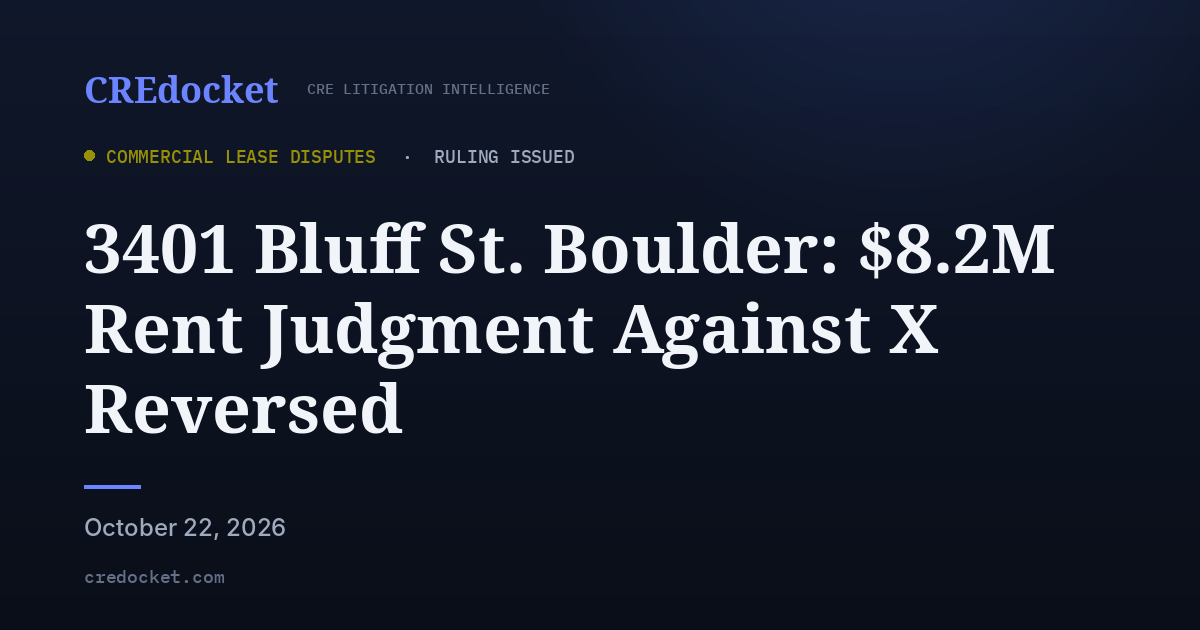 CREdocket CRE LITIGATION INTELLIGENCE
COMMERCIAL LEASE DISPUTES · RULING ISSUED
3401 Bluff St. Boulder: $8.2M
Rent Judgment Against X
Reversed
October 22, 2026
credocket.com